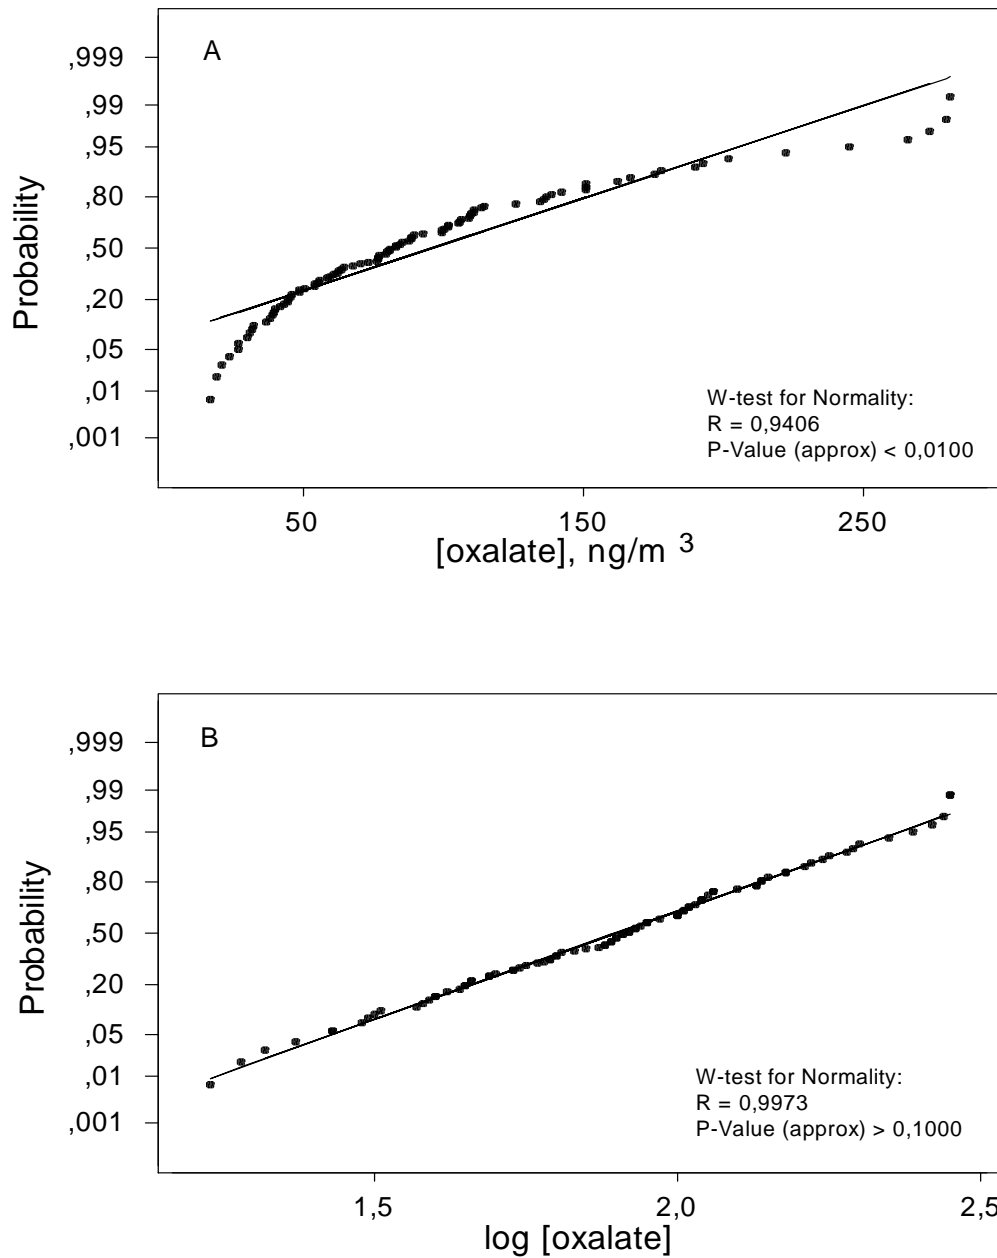 A
,999
,99
,95
,80
,50
,20
,05
,01
,001
Probability
W-test for Normality:
R = 0,9406
P-Value (approx) < 0,0100
50
150
250
[oxalate], ng/m 3
B
,999
,99
,95
,80
,50
,20
,05
,01
,001
Probability
W-test for Normality:
R = 0,9973
P-Value (approx) > 0,1000
1,5
2,0
2,5
log [oxalate]